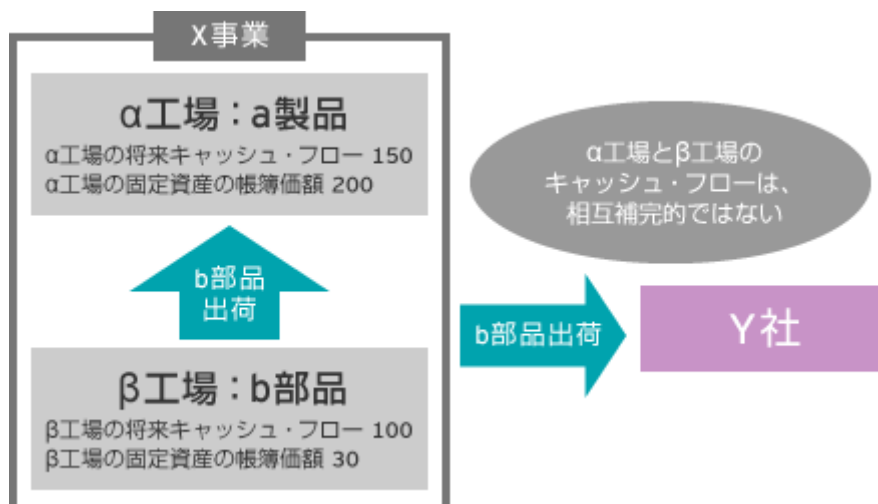 X事業
α工場：a製品
α工場の将来キャッシュ・フロー 150
α工場の固定資産の帳簿価額 200
b部品
出荷
β工場：b部品
β工場の将来キャッシュ・フロー 100
β工場の固定資産の帳簿価額 30
α工場とβ工場の
キャッシュ・フローは、
相互補完的ではない
b部品出荷
Y社